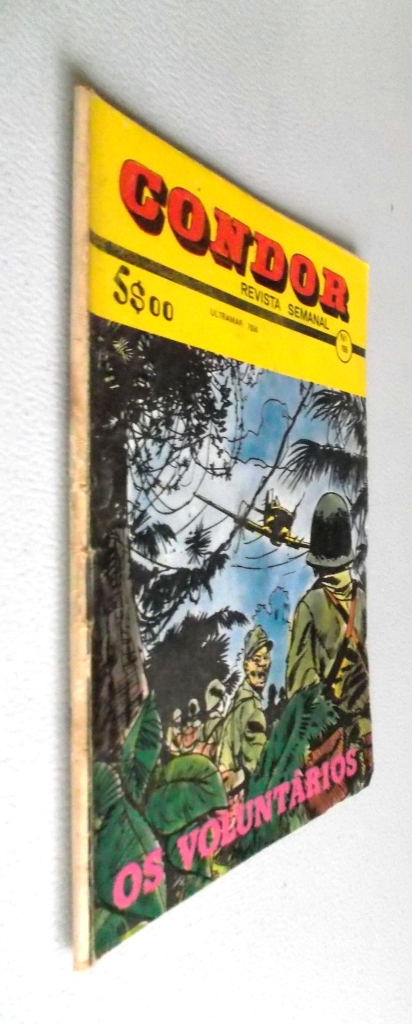 CONDOR
REVISTA SEMANAL
5$00
ULTRAMAR
OS VOLUNTÁRIOS